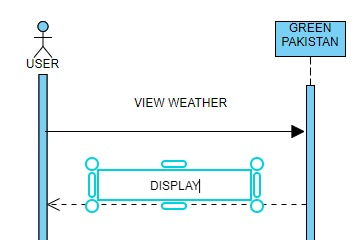 GREEN
PAKISTAN
USER
VIEW WEATHER
DISPLAY